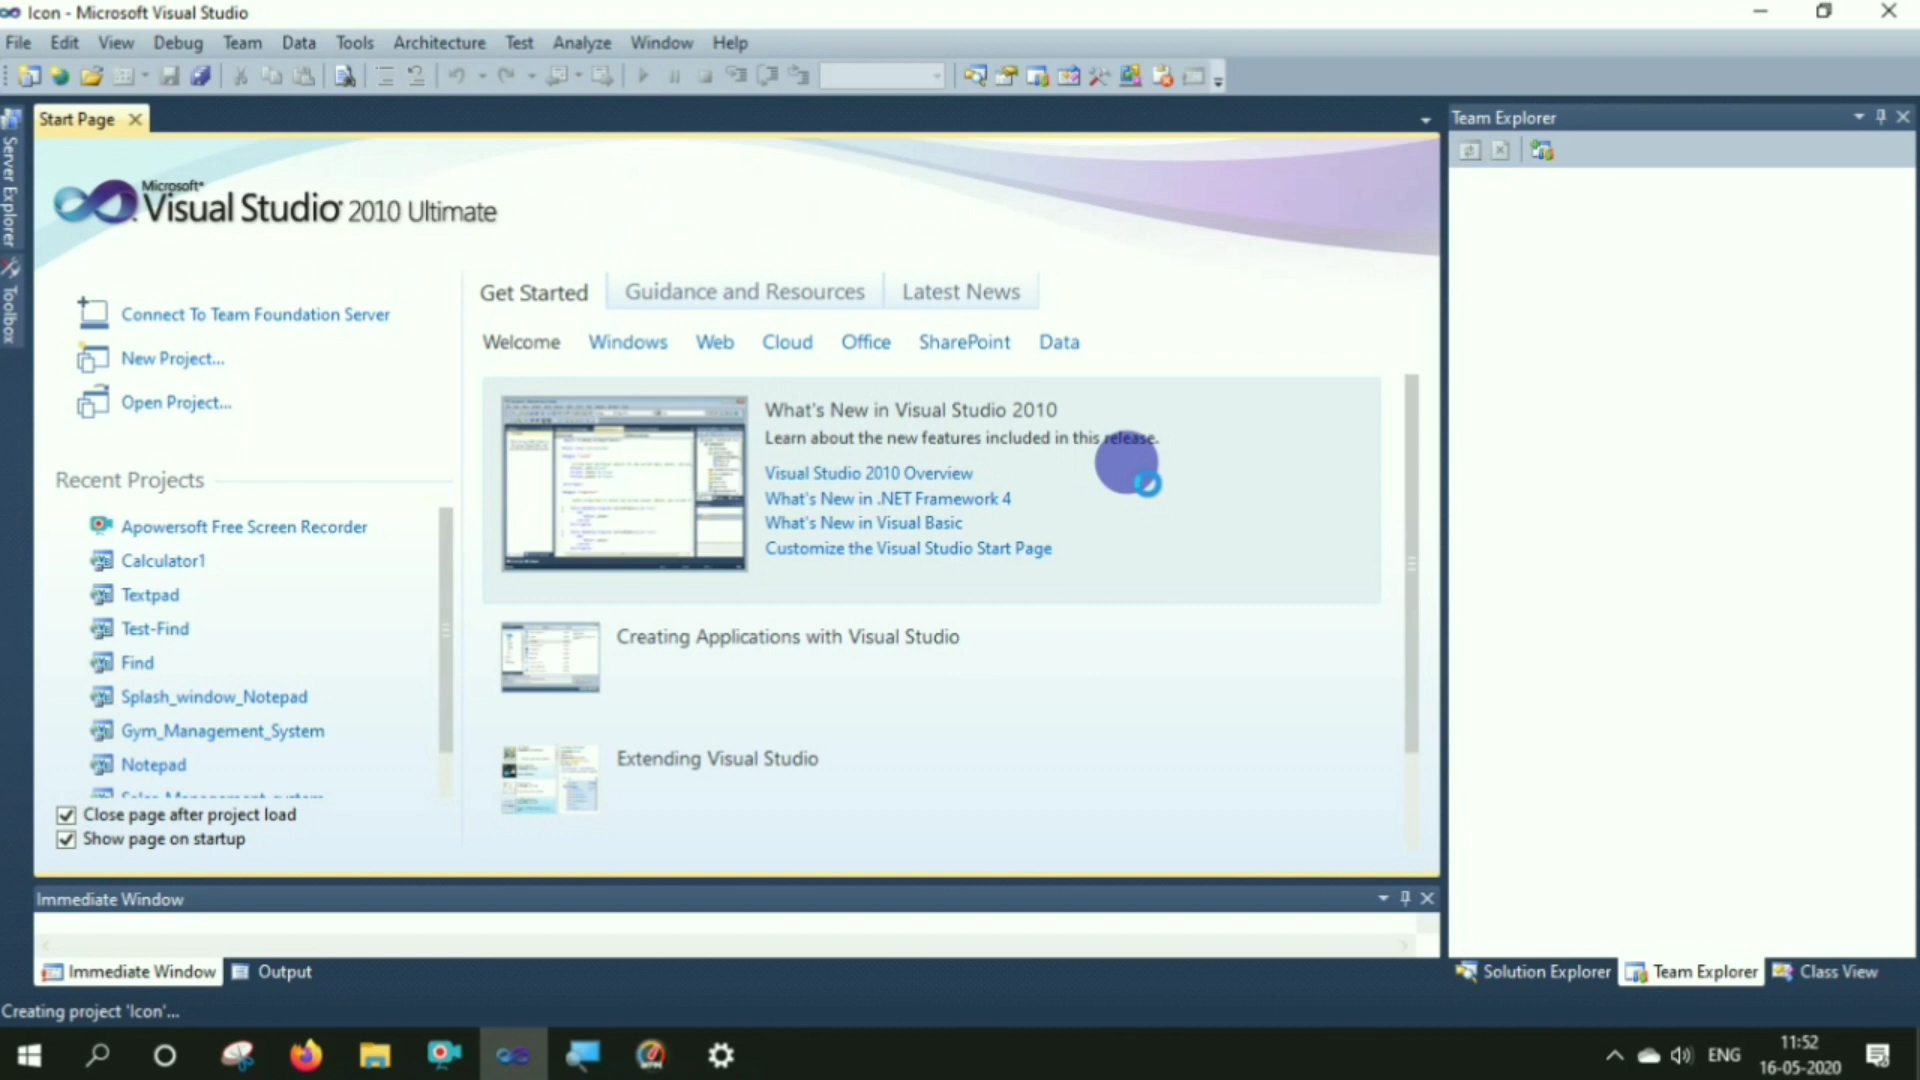 Icon - Microsoft Visual Studio
File Edit View Debug Team Data Tools Architecture Test Analyze Window Help
Server Explorer
Toolbox
Start Page
Microsoft®
Visual Studio® 2010 Ultimate
Connect To Team Foundation Server
New Project...
Open Project...
Recent Projects
Apowersoft Free Screen Recorder
Calculator1
Textpad
Test-Find
Find
Splash_window_Notepad
Gym_Management_System
Notepad
Close page after project load
Show page on startup
Get Started Guidance and Resources Latest News
Welcome Windows Web Cloud Office SharePoint Data
What's New in Visual Studio 2010
Learn about the new features included in this release.
Visual Studio 2010 Overview
What's New in .NET Framework 4
What's New in Visual Basic
Customize the Visual Studio Start Page
Creating Applications with Visual Studio
Extending Visual Studio
Team Explorer
Immediate Window
Immediate Window Output
Solution Explorer Team Explorer Class View
Creating project 'Icon'...
ENG
11:52
16-05-2020